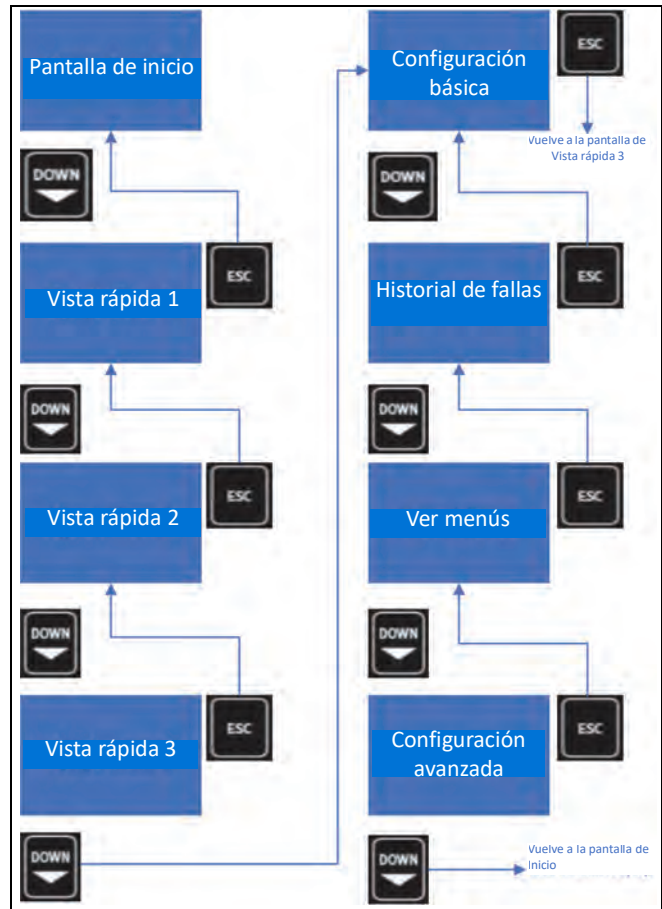 Pantalla de inicio
DOWN
Vista rápida 1
ESC
DOWN
Vista rápida 2
ESC
DOWN
Vista rápida 3
ESC
DOWN
Configuración
básica
ESC
Vuelve a la pantalla de
Vista rápida 3
DOWN
Historial de fallas
ESC
DOWN
Ver menús
ESC
DOWN
Configuración
avanzada
ESC
DOWN
Vuelve a la pantalla de
Inicio